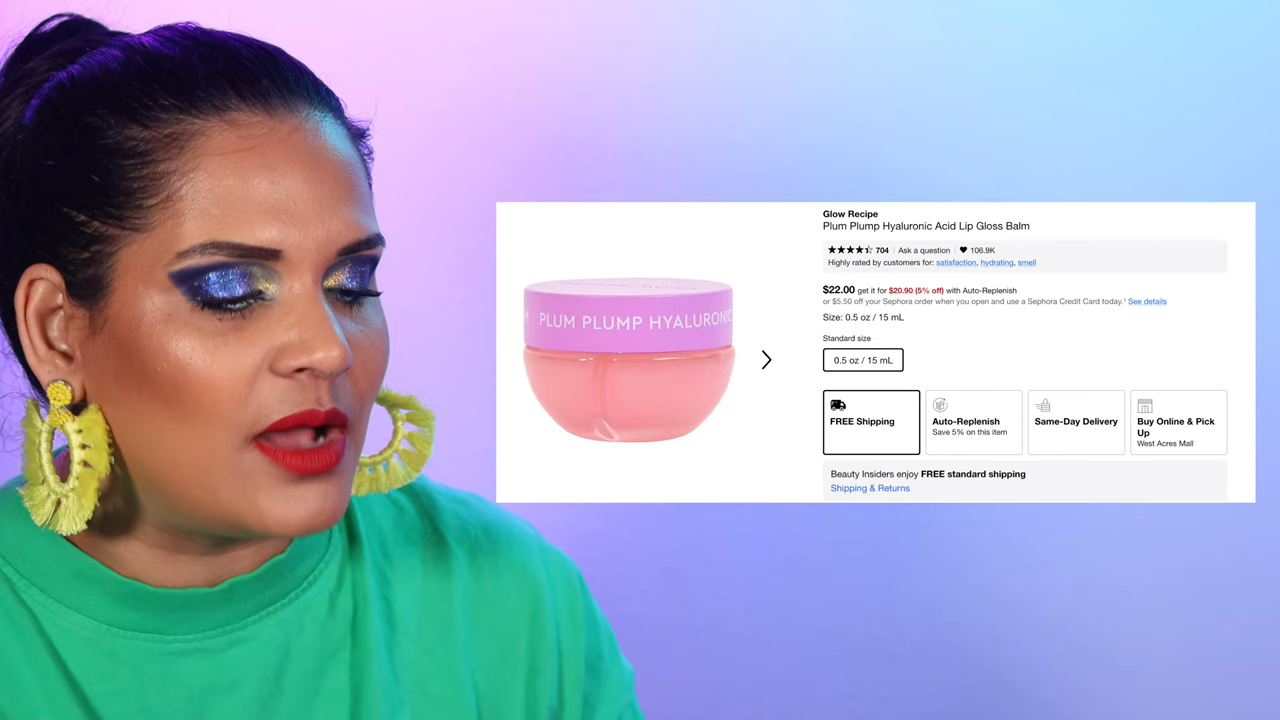 PLUM PLUMP HYALURONIC
Glow Recipe
Plum Plump Hyaluronic Acid Lip Gloss Balm
704 Ask a question 106.9K
Highly rated by customers for: satisfaction, hydrating, smell
$22.00 get it for $20.90 (5% off) with Auto-Replenish
or $5.50 off your Sephora order when you open and use a Sephora Credit Card today.¹ See details
Size: 0.5 oz / 15 mL
Standard size
0.5 oz / 15 mL
FREE Shipping
Auto-Replenish
Save 5% on this item
Same-Day Delivery
Buy Online & Pick
Up
West Acres Mall
Beauty Insiders enjoy FREE standard shipping
Shipping & Returns